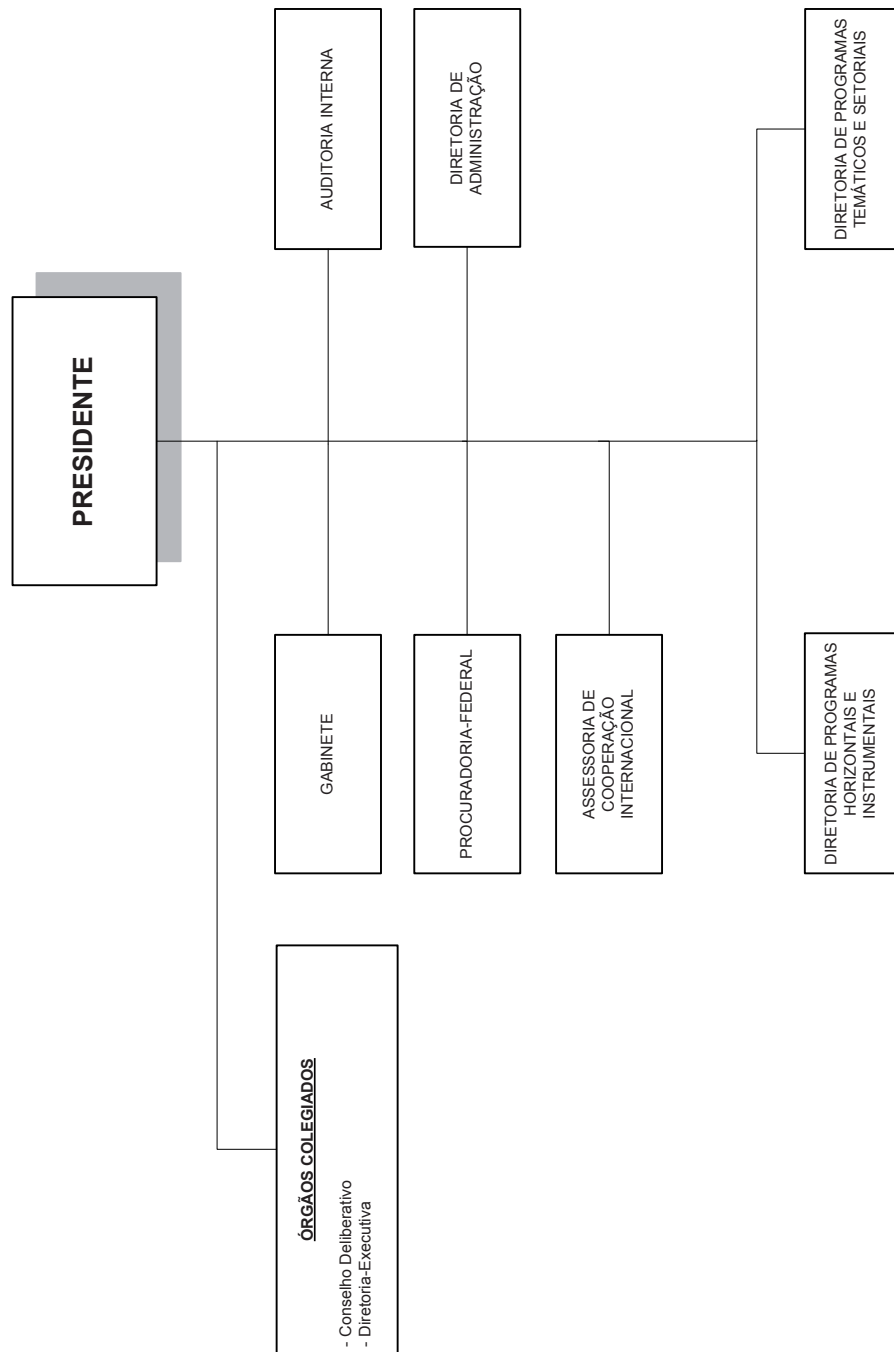 PRESIDENTE
ÓRGÃOS COLEGIADOS
- Conselho Deliberativo
- Diretoria-Executiva
GABINETE
AUDITORIA INTERNA
PROCURADORIA-FEDERAL
DIRETORIA DE
ADMINISTRAÇÃO
ASSESSORIA DE
COOPERAÇÃO
INTERNACIONAL
DIRETORIA DE PROGRAMAS
HORIZONTAIS E
INSTRUMENTAIS
DIRETORIA DE PROGRAMAS
TEMÁTICOS E SETORIAIS